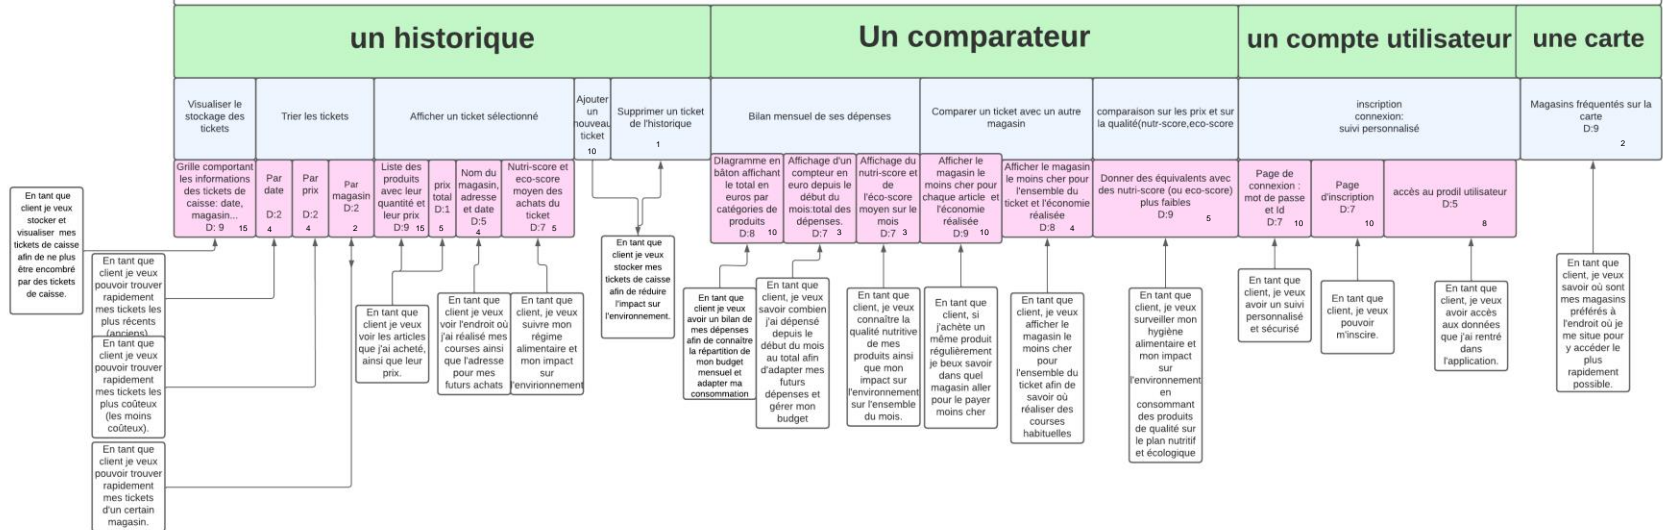 un historique
Un comparateur
un compte utilisateur
une carte
Visualiser le
stockage des
tickets
Trier les tickets
Afficher un ticket sélectionné
Ajouter
un
nouveau
ticket
10
Supprimer un ticket
de l'historique
1
Bilan mensuel de ses dépenses
Comparer un ticket avec un autre
magasin
comparaison sur les prix et sur
la qualité(nutr-score,eco-score
inscription
connexion:
suivi personnalisé
Magasins fréquentés sur la
carte
D:9
2
Grille comportant
les informations
des tickets de
caisse: date,
magasin...
D: 9 15
Par
date
D:2
4
Par
prix
D:2
4
Par
magasin
D:2
2
Liste des
produits
avec leur
quantité et
leur prix
D:9 15
prix
total
D:1
5
Nom du
magasin,
adresse
et date
D:5
4
Nutri-score et
eco-score
moyen des
achats du
ticket
D:7 5
DIagramme en
bâton affichant
le total en
euros par
catégories de
produits
D:8 10
Affichage d'un
compteur en
euro depuis le
début du
mois:total des
dépenses.
D:7 3
Affichage du
nutri-score et
de
l'éco-score
moyen sur le
mois
D:7 3
Afficher le
magasin le
moins cher pour
chaque article et
l'économie
réalisée
D:9 10
Afficher le magasin
le moins cher pour
l'ensemble du
ticket et l'économie
réalisée
D:8 4
Donner des équivalents avec
des nutri-score (ou eco-score)
plus faibles
D:9 5
Page de
connexion :
mot de passe
et Id
D:7 10
Page
d'inscription
D:7
10
accès au prodil utilisateur
D:5
8
En tant que
client je veux
stocker et
visualiser mes
tickets de caisse
afin de ne plus
être encombré
par des tickets
de caisse.
En tant que
client je veux
pouvoir trouver
rapidement
mes tickets les
plus récents
(anciens)
En tant que
client je veux
pouvoir trouver
rapidement
mes tickets les
plus coûteux
(les moins
coûteux).
En tant que
client je veux
pouvoir trouver
rapidement
mes tickets
d'un certain
magasin.
En tant que
client je veux
voir les articles
que j'ai acheté,
ainsi que leur
prix.
En tant que
client je veux
voir l'endroit où
j'ai réalisé mes
courses ainsi
que l'adresse
pour mes
futurs achats
En tant que
client, je veux
suivre mon
régime
alimentaire et
mon impact
sur
l'envirionnement
En tant que
client je veux
stocker mes
tickets de caisse
afin de réduire
l'impact sur
l'environnement.
En tant que
client je veux
avoir un bilan de
mes dépenses
afin de connaître
la répartition de
mon budget
mensuel et
adapter ma
consommation
En tant que
client, je veux
savoir combien
j'ai dépensé
depuis le
début du mois
au total afin
d'adapter mes
futurs
dépenses et
gérer mon
budget
En tant que
client, je veux
connaître la
qualité nutritive
de mes
produits ainsi
que mon
impact sur
l'environnement
sur l'ensemble
du mois.
En tant que
client, si
j'achète un
même produit
régulièrement
je beux savoir
dans quel
magasin aller
pour le payer
moins cher
En tant que
client, je veux
afficher le
magasin le
moins cher
pour
l'ensemble du
ticket afin de
savoir où
réaliser des
courses
habituelles
En tant que
client, je veux
surveiller mon
hygiène
alimentaire et
mon impact
sur
l'environnement
en
consommant
des produits
de qualité sur
le plan nutritif
et écologique
En tant que
client, je veux
avoir un suivi
personnalisé
et sécurisé
En tant que
client, je veux
pouvoir
m'inscire.
En tant que
client, je veux
avoir accès
aux données
que j'ai rentré
dans
l'application.
En tant que
client, je veux
savoir où sont
mes magasins
préférés à
l'endroit où je
me situe pour
y accéder le
plus
rapidement
possible.